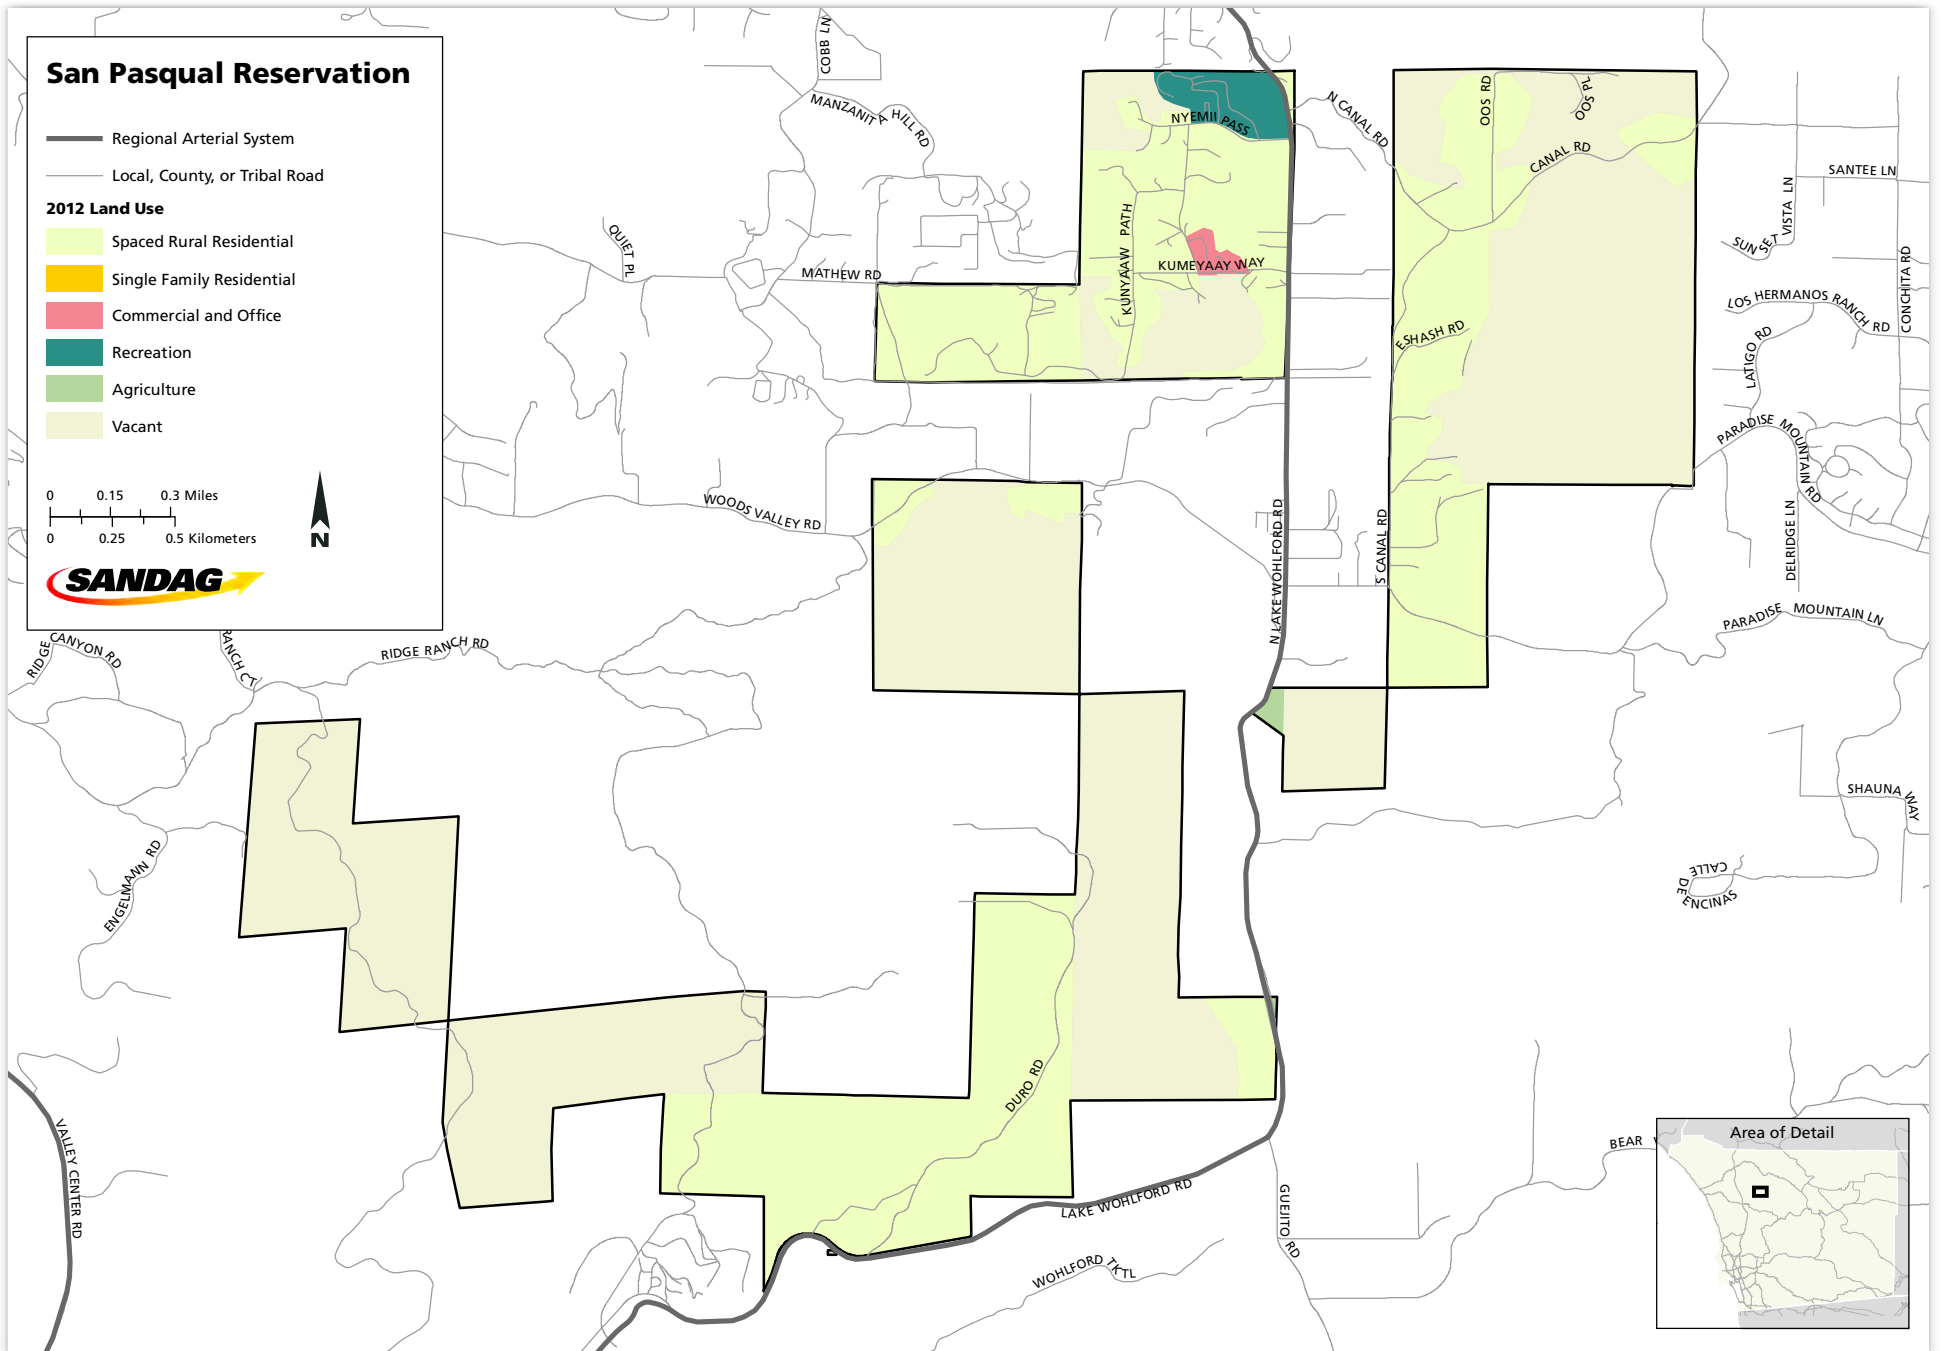 San Pasqual Reservation
Regional Arterial System
Local, County, or Tribal Road
2012 Land Use
Spaced Rural Residential
Single Family Residential
Commercial and Office
Recreation
Agriculture
Vacant
0 0.15 0.3 Miles
0 0.25 0.5 Kilometers
N
SANDAG
COBB LN
MANZANITA HILL RD
QUIET PL
MATHEW RD
NYEMII PASS
KUNYAAW PATH
KUMEYAAY WAY
N CANAL RD
OOS RD
SOS PL
CANAL RD
ESHASH RD
SANTEE LN
SUNSET VISTA LN
CONCHITA RD
LOS HERMANOS RANCH RD
LATIGO RD
PARADISE MOUNTAIN RD
DELRIDGE LN
PARADISE MOUNTAIN LN
WOODS VALLEY RD
N LAKE WOHLFORD RD
S CANAL RD
RIDGE CANYON RD
RANCH CT
RIDGE RANCH RD
ENGELMANN RD
SHAUNA WAY
CALLE DE ENCINAS
DURO RD
VALLEY CENTER RD
LAKE WOHLFORD RD
WOHLFORD TKTL
GUEJITO RD
BEAR
Area of Detail